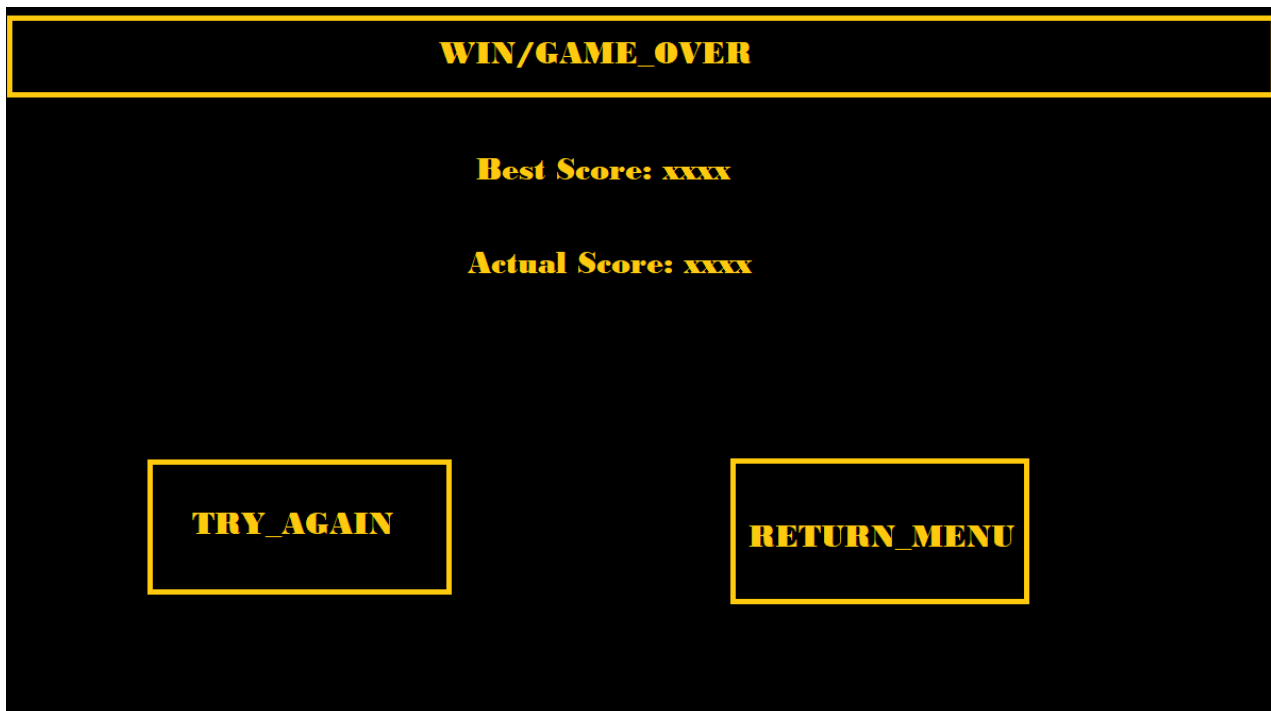 WIN/GAME_OVER
Best Score: xxxx
Actual Score: xxxx
TRY_AGAIN
RETURN_MENU